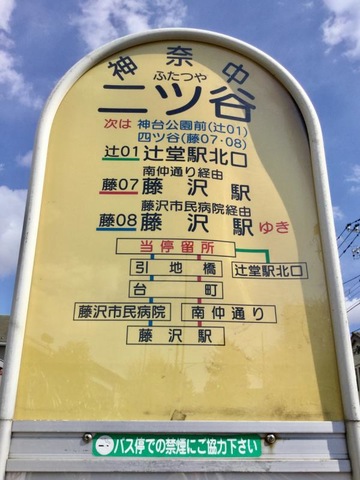 神奈中
ふたつや
二ツ谷
次は 神台公園前(辻01)
四ツ谷(藤07・08)
辻01 辻堂駅北口
南仲通り経由
藤07 藤沢駅
藤沢市民病院経由
藤08 藤沢駅 ゆき
当停留所
引地橋 辻堂駅北口
台町
藤沢市民病院 南仲通り
藤沢駅
バス停での禁煙にご協力下さい